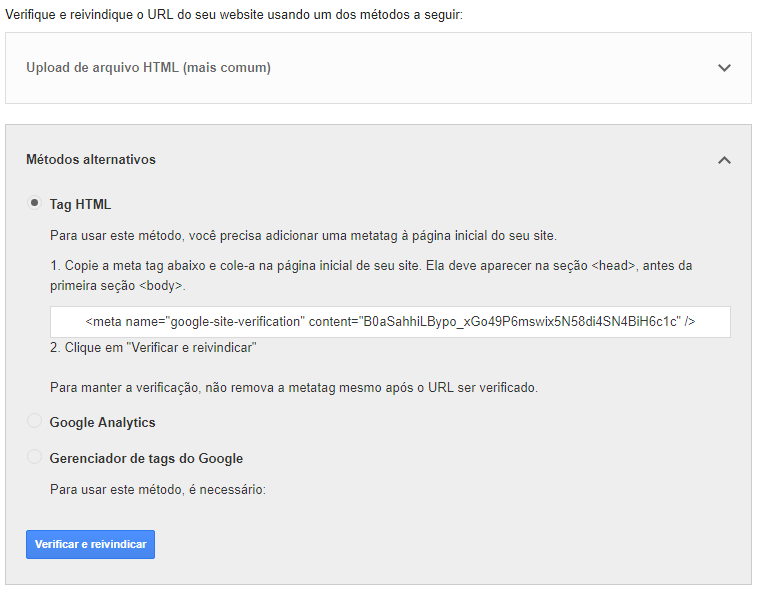 Verifique e reivindique o URL do seu website usando um dos métodos a seguir:
Upload de arquivo HTML (mais comum)
Métodos alternativos
Tag HTML
Para usar este método, você precisa adicionar uma metatag à página inicial do seu site.
1. Copie a meta tag abaixo e cole-a na página inicial de seu site. Ela deve aparecer na seção <head>, antes da
primeira seção <body>.
<meta name="google-site-verification" content="B0aSahhiLBypo_xGo49P6mswix5N58di4SN4BiH6c1c" />
2. Clique em "Verificar e reivindicar"
Para manter a verificação, não remova a metatag mesmo após o URL ser verificado.
Google Analytics
Gerenciador de tags do Google
Para usar este método, é necessário:
Verificar e reivindicar